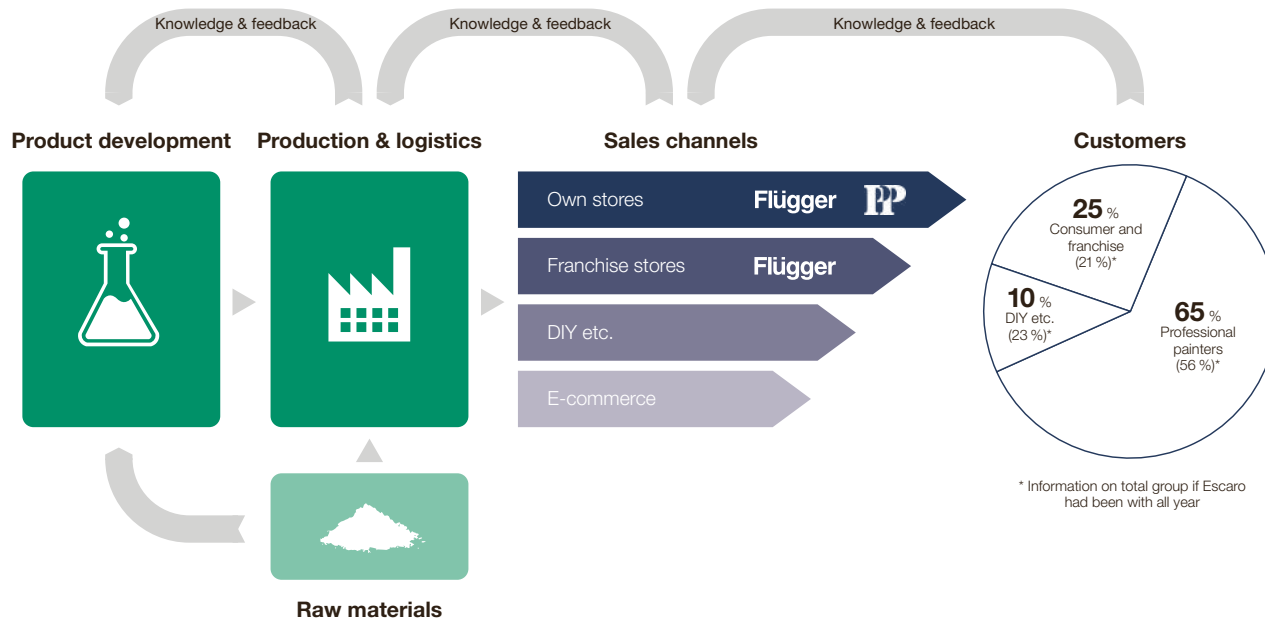 Knowledge & feedback
Knowledge & feedback
Knowledge & feedback
Product development
Production & logistics
Sales channels
Customers
Own stores
Flügger
PP
Franchise stores
Flügger
DIY etc.
E-commerce
25 %
Consumer and
franchise
(21 %)*
10 %
DIY etc.
(23 %)*
65 %
Professional
painters
(56 %)*
* Information on total group if Escaro
had been with all year
Raw materials